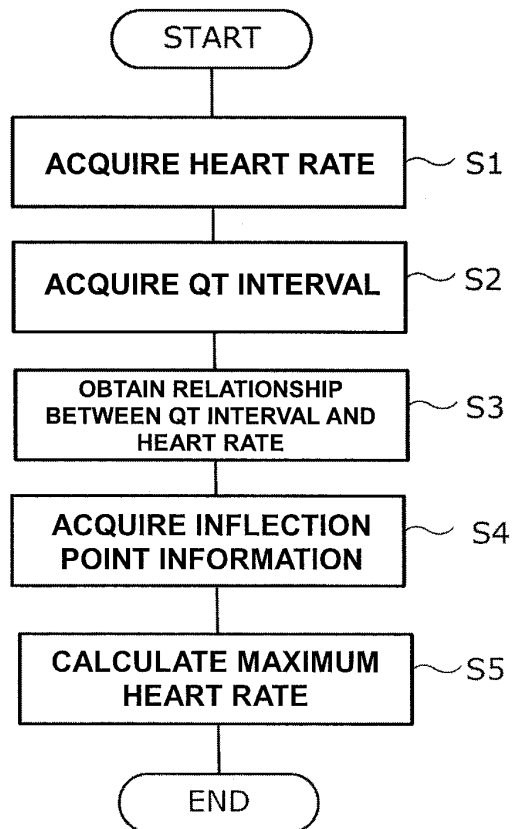 START
ACQUIRE HEART RATE
S1
ACQUIRE QT INTERVAL
S2
OBTAIN RELATIONSHIP
BETWEEN QT INTERVAL AND
HEART RATE
S3
ACQUIRE INFLECTION
POINT INFORMATION
S4
CALCULATE MAXIMUM
HEART RATE
S5
END